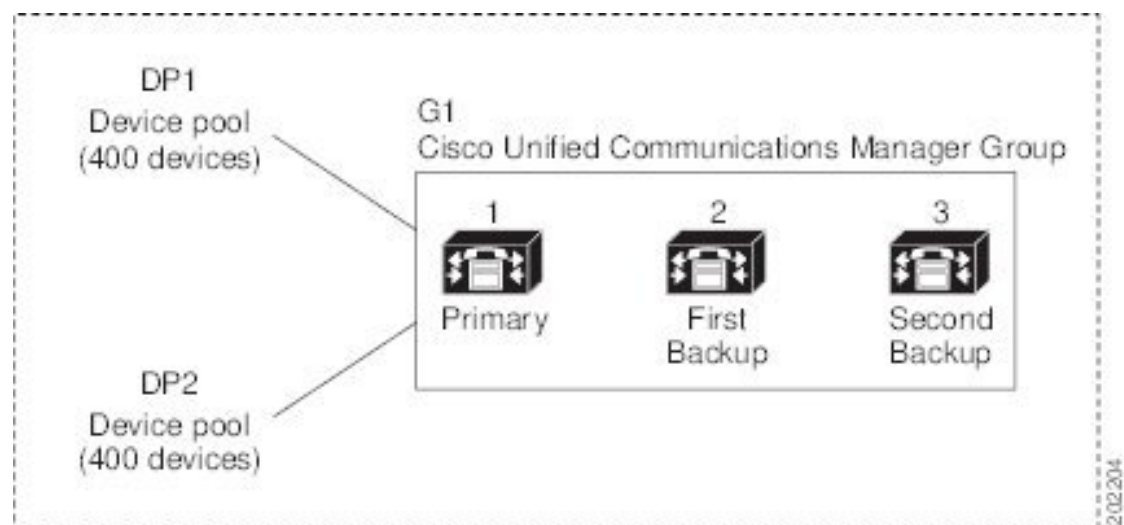 DP1
Device pool
(400 devices)
G1
Cisco Unified Communications Manager Group
1
2
3
Primary
First
Backup
Second
Backup
DP2
Device pool
(400 devices)
202204